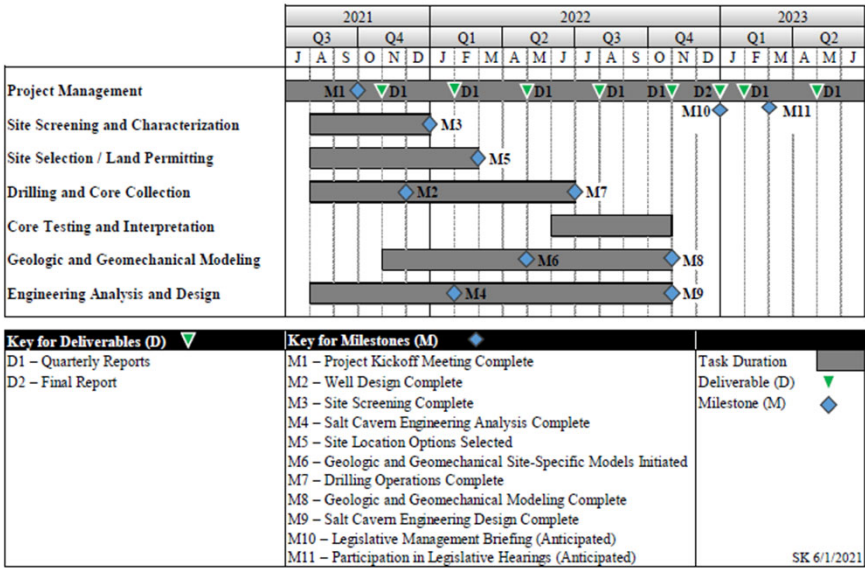 2021 2022 2023
Q3 Q4 Q1 Q2 Q3 Q4 Q1 Q2
J A S O N D J F M A M J J A S O N D J F M A M J
Project Management M1 D1 D1 D1 D1 D1 D2 D1 D1
M10 M11
Site Screening and Characterization M3
Site Selection / Land Permitting M5
Drilling and Core Collection M2 M7
Core Testing and Interpretation
Geologic and Geomechanical Modeling M6 M8
Engineering Analysis and Design M4 M9
Key for Deliverables (D)
D1 – Quarterly Reports
D2 – Final Report
Key for Milestones (M)
M1 – Project Kickoff Meeting Complete
M2 – Well Design Complete
M3 – Site Screening Complete
M4 – Salt Cavern Engineering Analysis Complete
M5 – Site Location Options Selected
M6 – Geologic and Geomechanical Site-Specific Models Initiated
M7 – Drilling Operations Complete
M8 – Geologic and Geomechanical Modeling Complete
M9 – Salt Cavern Engineering Design Complete
M10 – Legislative Management Briefing (Anticipated)
M11 – Participation in Legislative Hearings (Anticipated)
Task Duration
Deliverable (D)
Milestone (M)
SK 6/1/2021